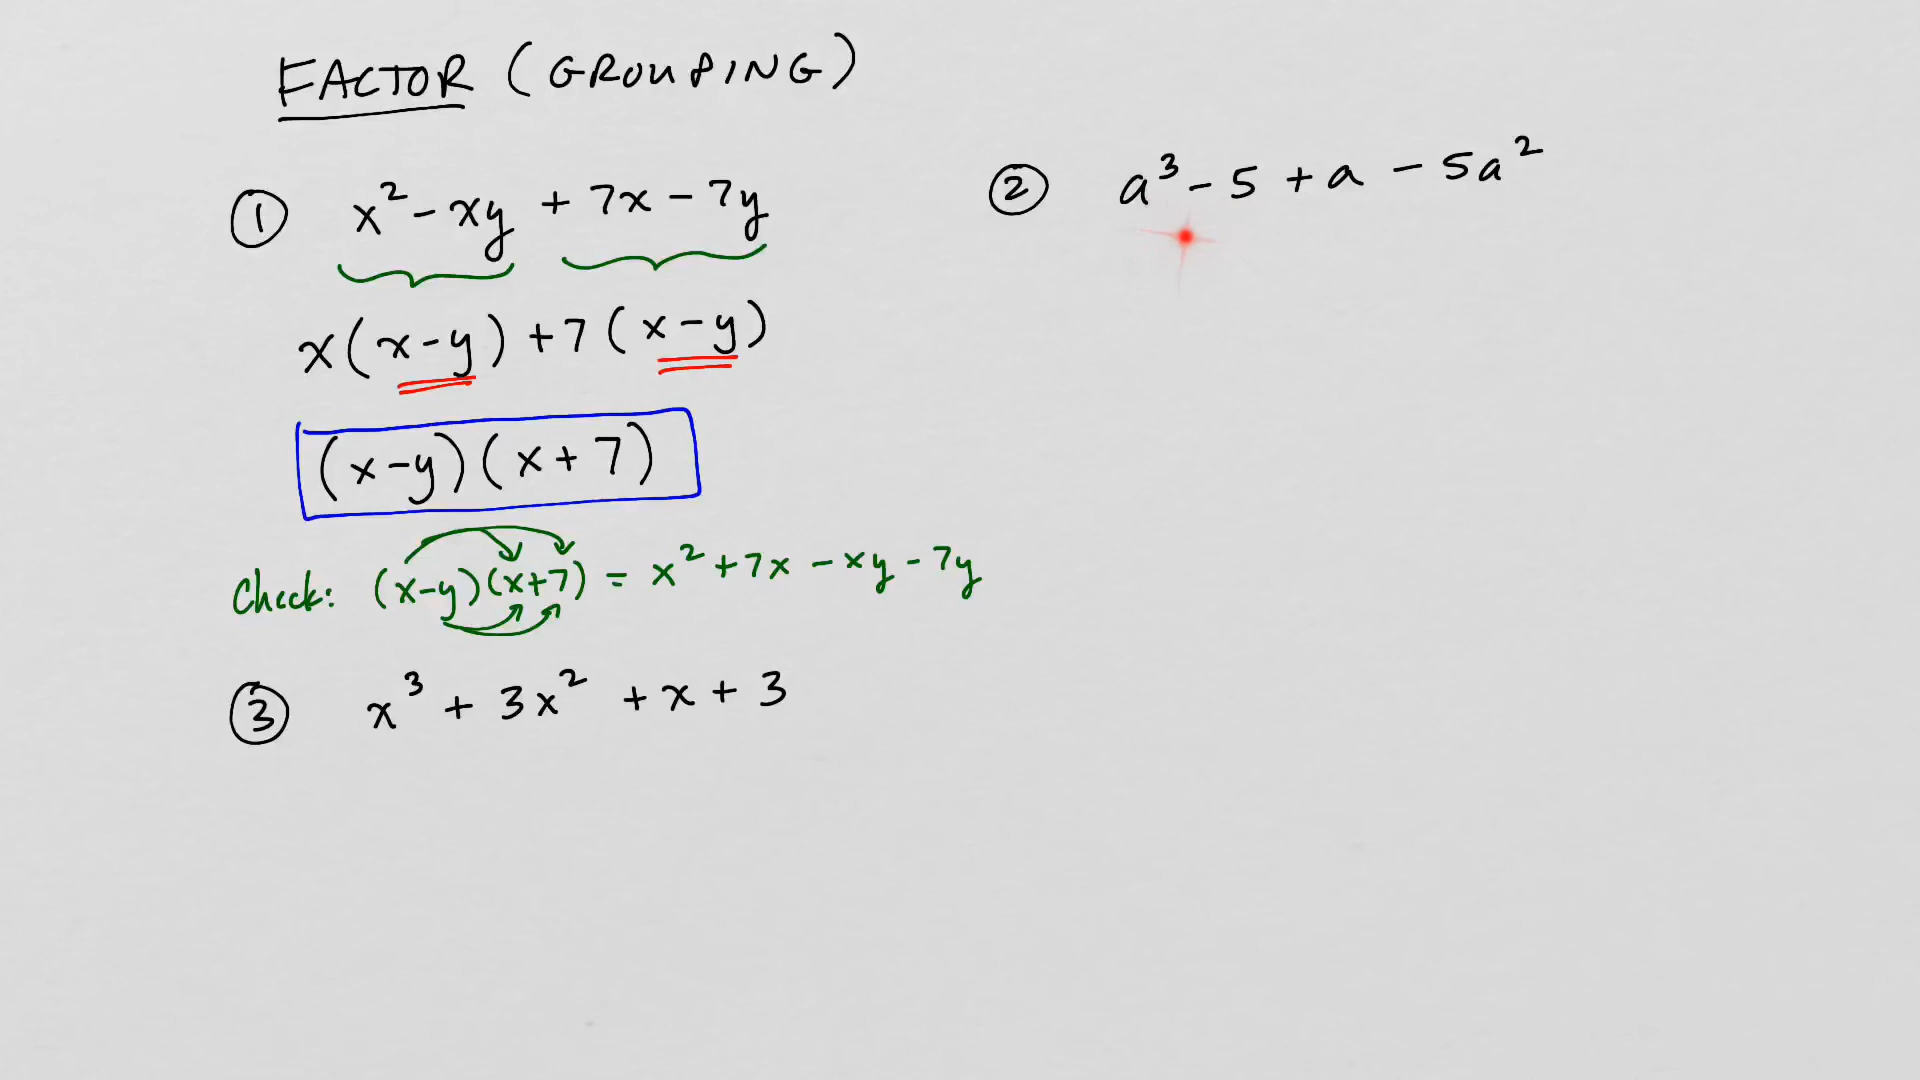 FACTOR (GROUPING)
① x² - xy + 7x - 7y
x(x-y) + 7(x-y)
(x-y)(x+7)
Check: (x-y)(x+7) = x² + 7x - xy - 7y
② a³ - 5 + a - 5a²
③ x³ + 3x² + x + 3